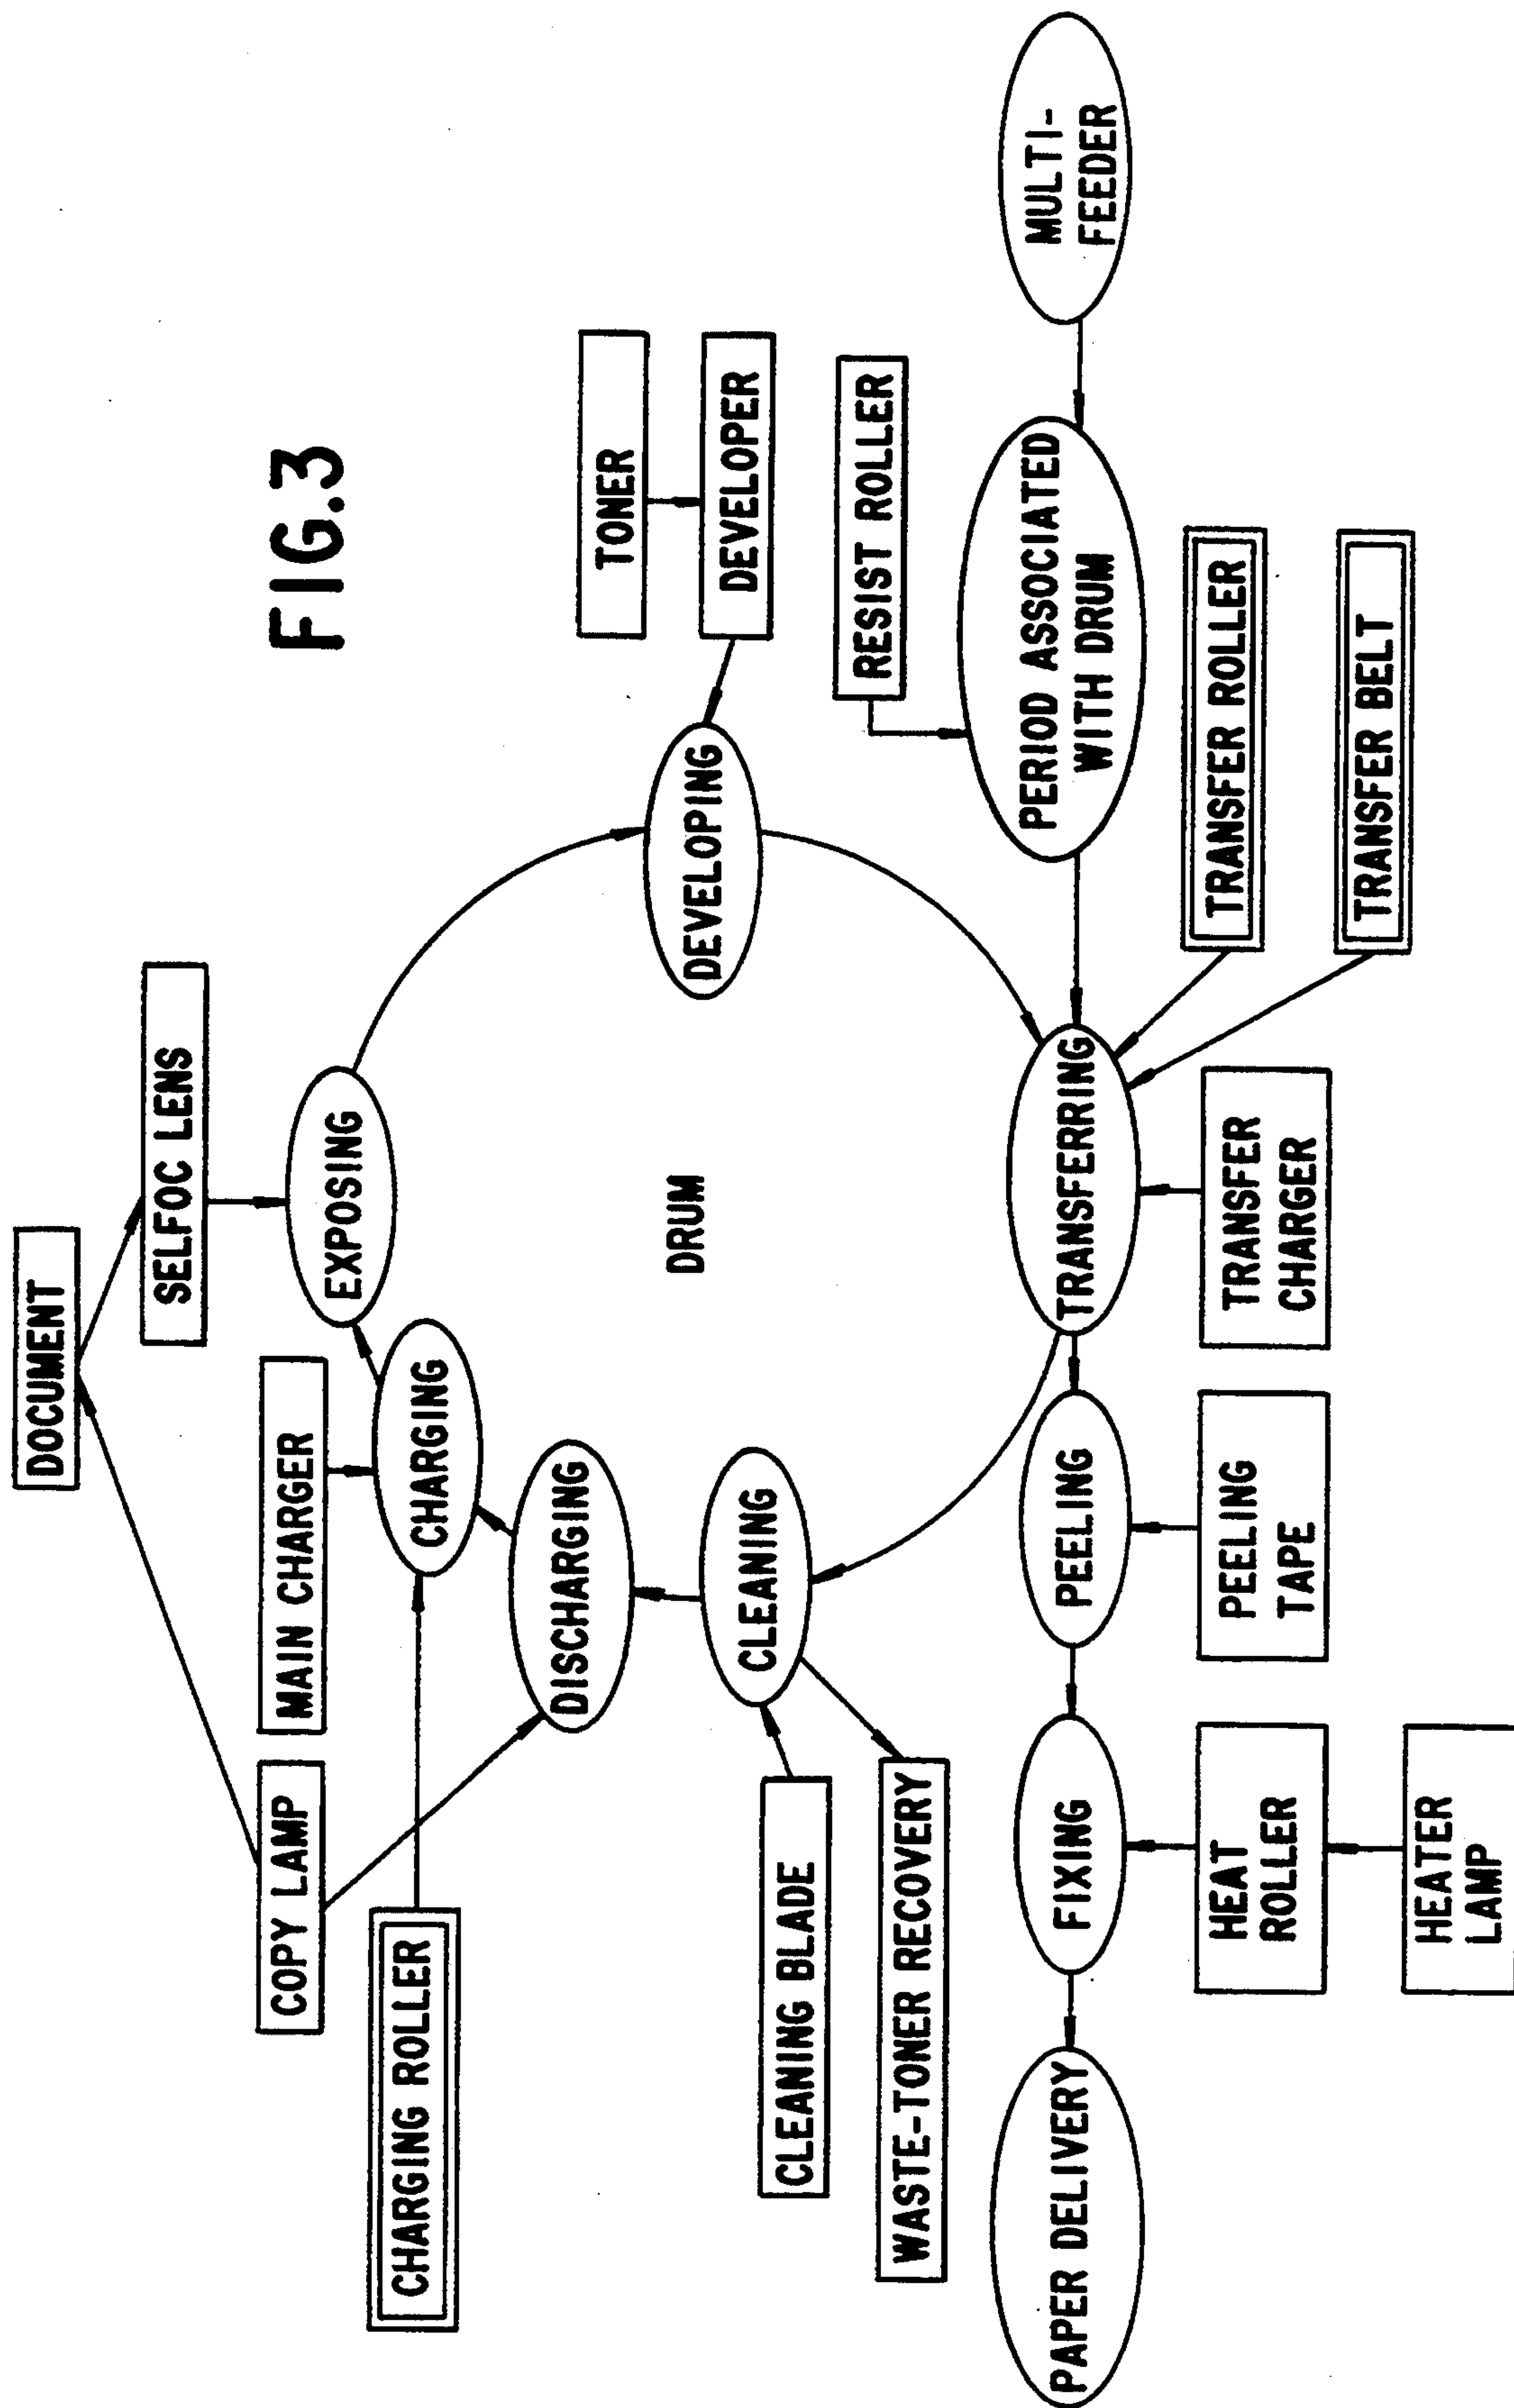 FIG.3
DOCUMENT
SELFOC LENS
MAIN CHARGER
COPY LAMP
EXPOSING
CHARGING
CHARGING ROLLER
DISCHARGING
TONER
DEVELOPER
DEVELOPING
DRUM
CLEANING
CLEANING BLADE
WASTE-TONER RECOVERY
RESIST ROLLER
MULTI-
FEEDER
PERIOD ASSOCIATED
WITH DRUM
TRANSFERRING
PEELING
FIXING
PAPER DELIVERY
TRANSFER ROLLER
TRANSFER BELT
TRANSFER
CHARGER
PEELING
TAPE
HEAT
ROLLER
HEATER
LAMP